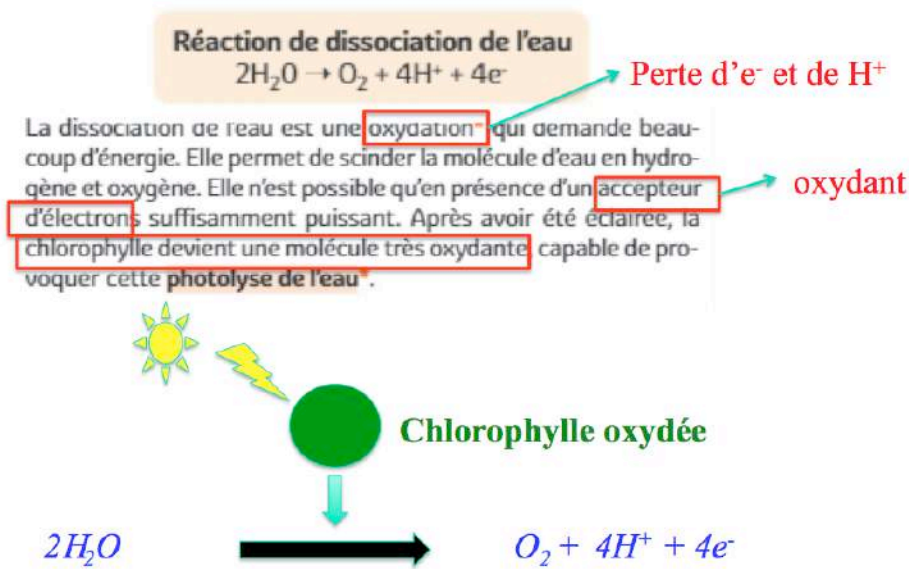 Réaction de dissociation de l'eau
2H₂O → O₂ + 4H⁺ + 4e⁻
Perte d'e⁻ et de H⁺
La dissociation de l'eau est une oxydation* qui demande beau-
coup d'énergie. Elle permet de scinder la molécule d'eau en hydro-
gène et oxygène. Elle n'est possible qu'en présence d'un accepteur
d'électrons suffisamment puissant. Après avoir été éclairée, la
chlorophylle devient une molécule très oxydante, capable de pro-
voquer cette photolyse de l'eau*.
oxydant
Chlorophylle oxydée
2H₂O
O₂ + 4H⁺ + 4e⁻